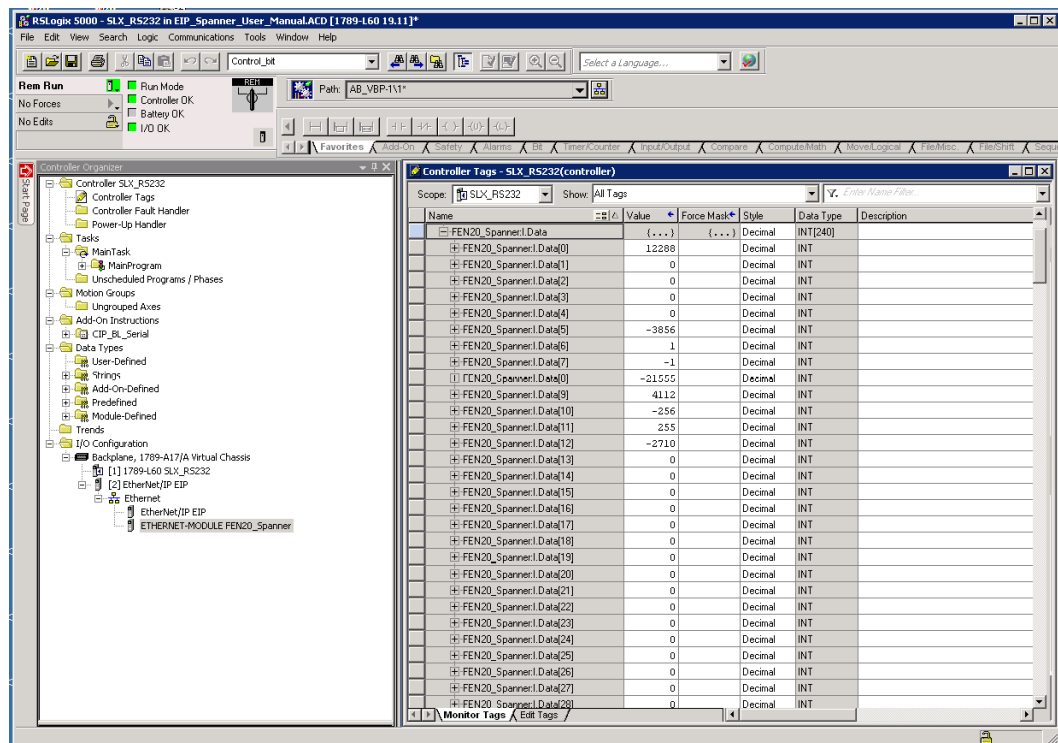 RSLogix 5000 - SLX_RS232 in EIP_Spanner_User_Manual.ACD [1789-L60 19.11]*
File Edit View Search Logic Communications Tools Window Help
Control_bit
Select a Language...
Rem Run
Run Mode
No Forces
Controller OK
Battery OK
No Edits
I/O OK
REM
Path: AB_VBP-1\1*
Favorites Add-On Safety Alarms Bit Timer/Counter Input/Output Compare Compute/Math Move/Logical File/Misc. File/Shift Sequ
Start Page
Controller Organizer
Controller SLX_RS232
Controller Tags
Controller Fault Handler
Power-Up Handler
Tasks
MainTask
MainProgram
Unscheduled Programs / Phases
Motion Groups
Ungrouped Axes
Add-On Instructions
CIP_BL_Serial
Data Types
User-Defined
Strings
Add-On-Defined
Predefined
Module-Defined
Trends
I/O Configuration
Backplane, 1789-A17/A Virtual Chassis
[1] 1789-L60 SLX_RS232
[2] EtherNet/IP EIP
Ethernet
EtherNet/IP EIP
ETHERNET-MODULE FEN20_Spanner
Controller Tags - SLX_RS232(controller)
Scope: SLX_RS232 Show: All Tags Enter Name Filter...
Name Value Force Mask Style Data Type Description
FEN20_Spanner:I.Data {...} {...} Decimal INT[240]
FEN20_Spanner:I.Data[0] 12288 Decimal INT
FEN20_Spanner:I.Data[1] 0 Decimal INT
FEN20_Spanner:I.Data[2] 0 Decimal INT
FEN20_Spanner:I.Data[3] 0 Decimal INT
FEN20_Spanner:I.Data[4] 0 Decimal INT
FEN20_Spanner:I.Data[5] -3856 Decimal INT
FEN20_Spanner:I.Data[6] 1 Decimal INT
FEN20_Spanner:I.Data[7] -1 Decimal INT
-21555 Decimal INT
FEN20_Spanner:I.Data[9] 4112 Decimal INT
FEN20_Spanner:I.Data[10] -256 Decimal INT
FEN20_Spanner:I.Data[11] 255 Decimal INT
FEN20_Spanner:I.Data[12] -2710 Decimal INT
FEN20_Spanner:I.Data[13] 0 Decimal INT
FEN20_Spanner:I.Data[14] 0 Decimal INT
FEN20_Spanner:I.Data[15] 0 Decimal INT
FEN20_Spanner:I.Data[16] 0 Decimal INT
FEN20_Spanner:I.Data[17] 0 Decimal INT
FEN20_Spanner:I.Data[18] 0 Decimal INT
FEN20_Spanner:I.Data[19] 0 Decimal INT
FEN20_Spanner:I.Data[20] 0 Decimal INT
FEN20_Spanner:I.Data[21] 0 Decimal INT
FEN20_Spanner:I.Data[22] 0 Decimal INT
FEN20_Spanner:I.Data[23] 0 Decimal INT
FEN20_Spanner:I.Data[24] 0 Decimal INT
FEN20_Spanner:I.Data[25] 0 Decimal INT
FEN20_Spanner:I.Data[26] 0 Decimal INT
FEN20_Spanner:I.Data[27] 0 Decimal INT
FEN20_Spanner:I.Data[28] 0 Decimal INT
Monitor Tags Edit Tags